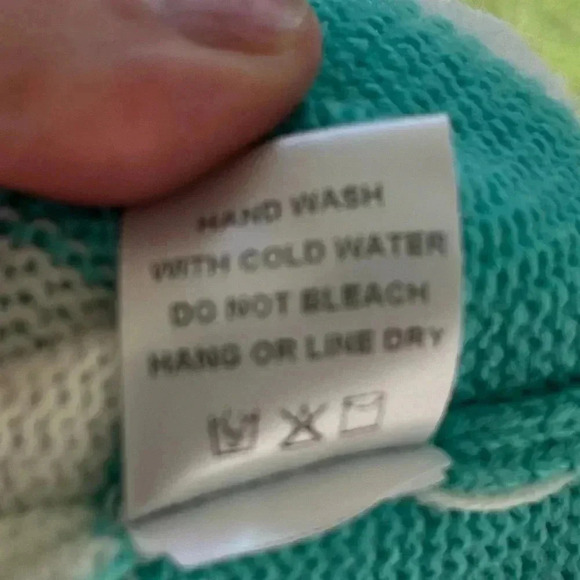 HAND WASH
WITH COLD WATER
DO NOT BLEACH
HANG OR LINE DRY